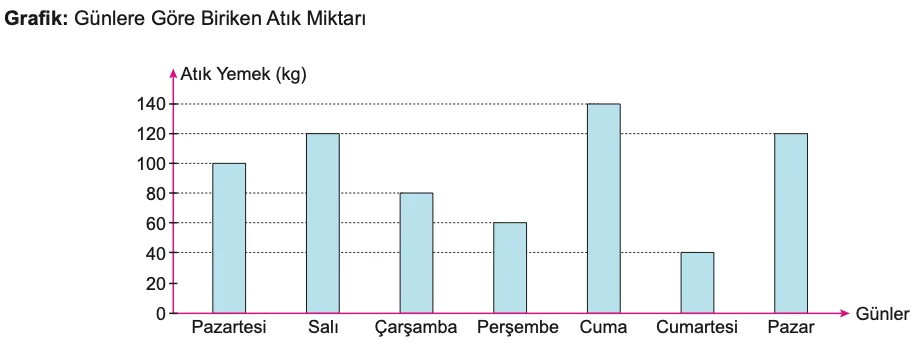 Grafik: Günlere Göre Biriken Atık Miktarı
Atık Yemek (kg)
140
120
100
80
60
40
20
0
Pazartesi Salı Çarşamba Perşembe Cuma Cumartesi Pazar
Günler